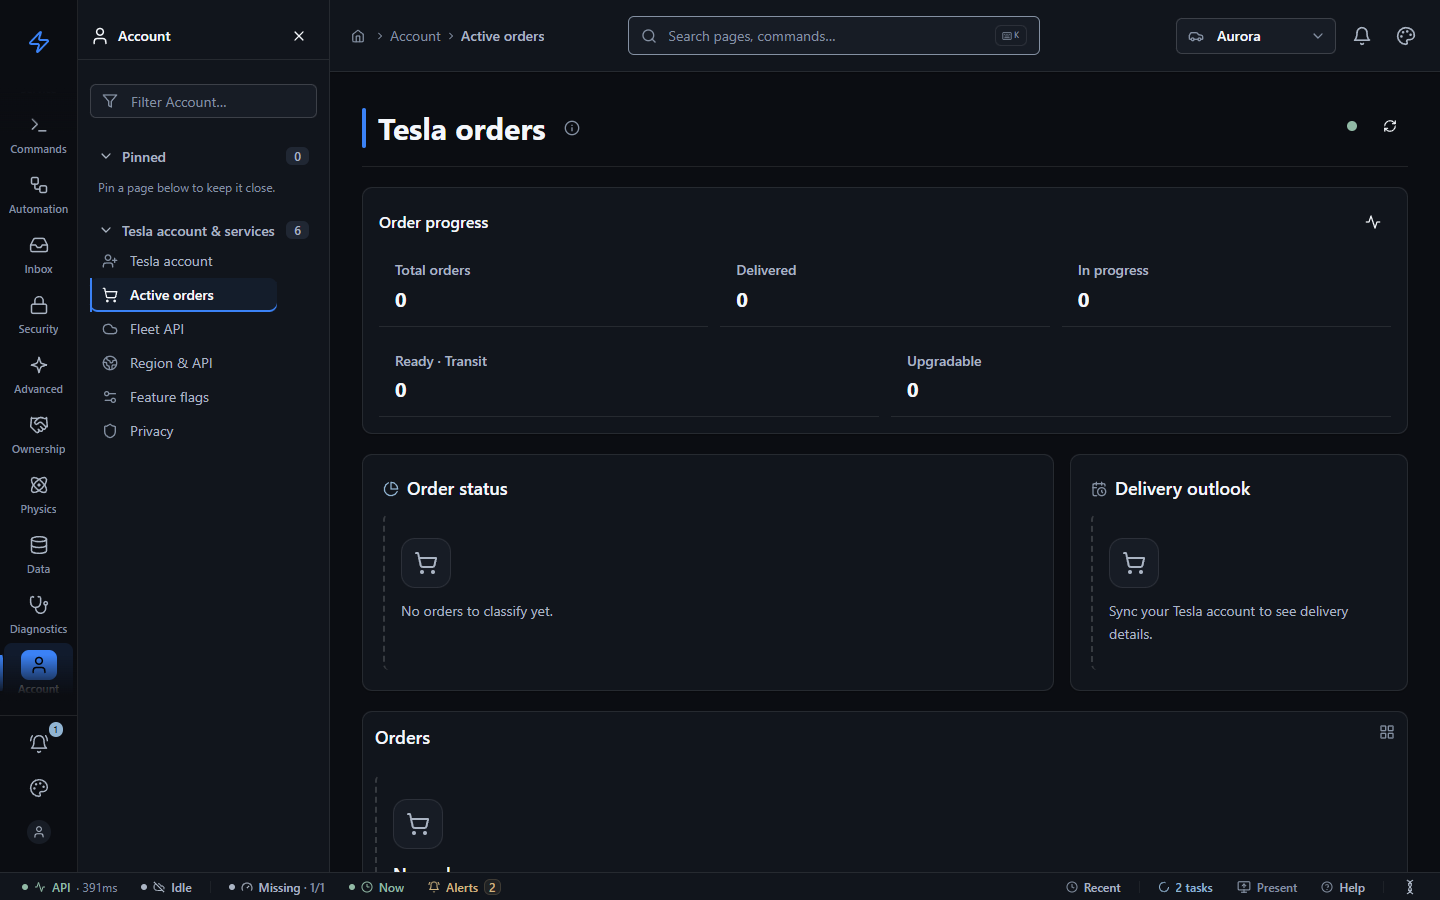 Account
Account
Active orders
Search pages, commands...
K
Aurora
Filter Account...
Commands
Automation
Inbox
Security
Advanced
Ownership
Physics
Data
Diagnostics
Account
1
Pinned
0
Pin a page below to keep it close.
Tesla account & services
6
Tesla account
Active orders
Fleet API
Region & API
Feature flags
Privacy
Tesla orders
Order progress
Total orders
0
Delivered
0
In progress
0
Ready · Transit
0
Upgradable
0
Order status
No orders to classify yet.
Delivery outlook
Sync your Tesla account to see delivery
details.
Orders
API · 391ms
Idle
Missing · 1/1
Now
Alerts 2
Recent
2 tasks
Present
Help